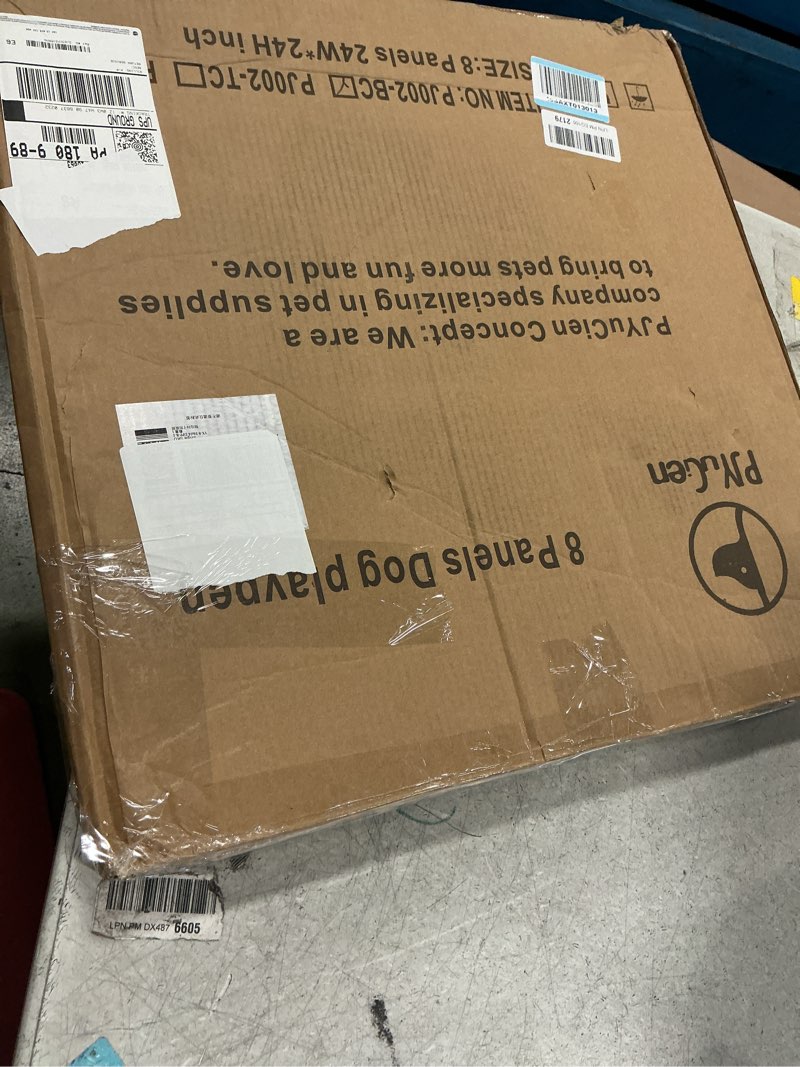 8 Panels Dog playpen
PJYuCien
PJYuCien Concept: We are a
company specializing in pet supplies
to bring pets more fun and love.
ITEM NO: PJ002-BC PJ002-TC
SIZE:8 Panels 24W*24H inch
UPS GROUND
PA 180 9-89
E6
2179
LPN PM DX487 6605